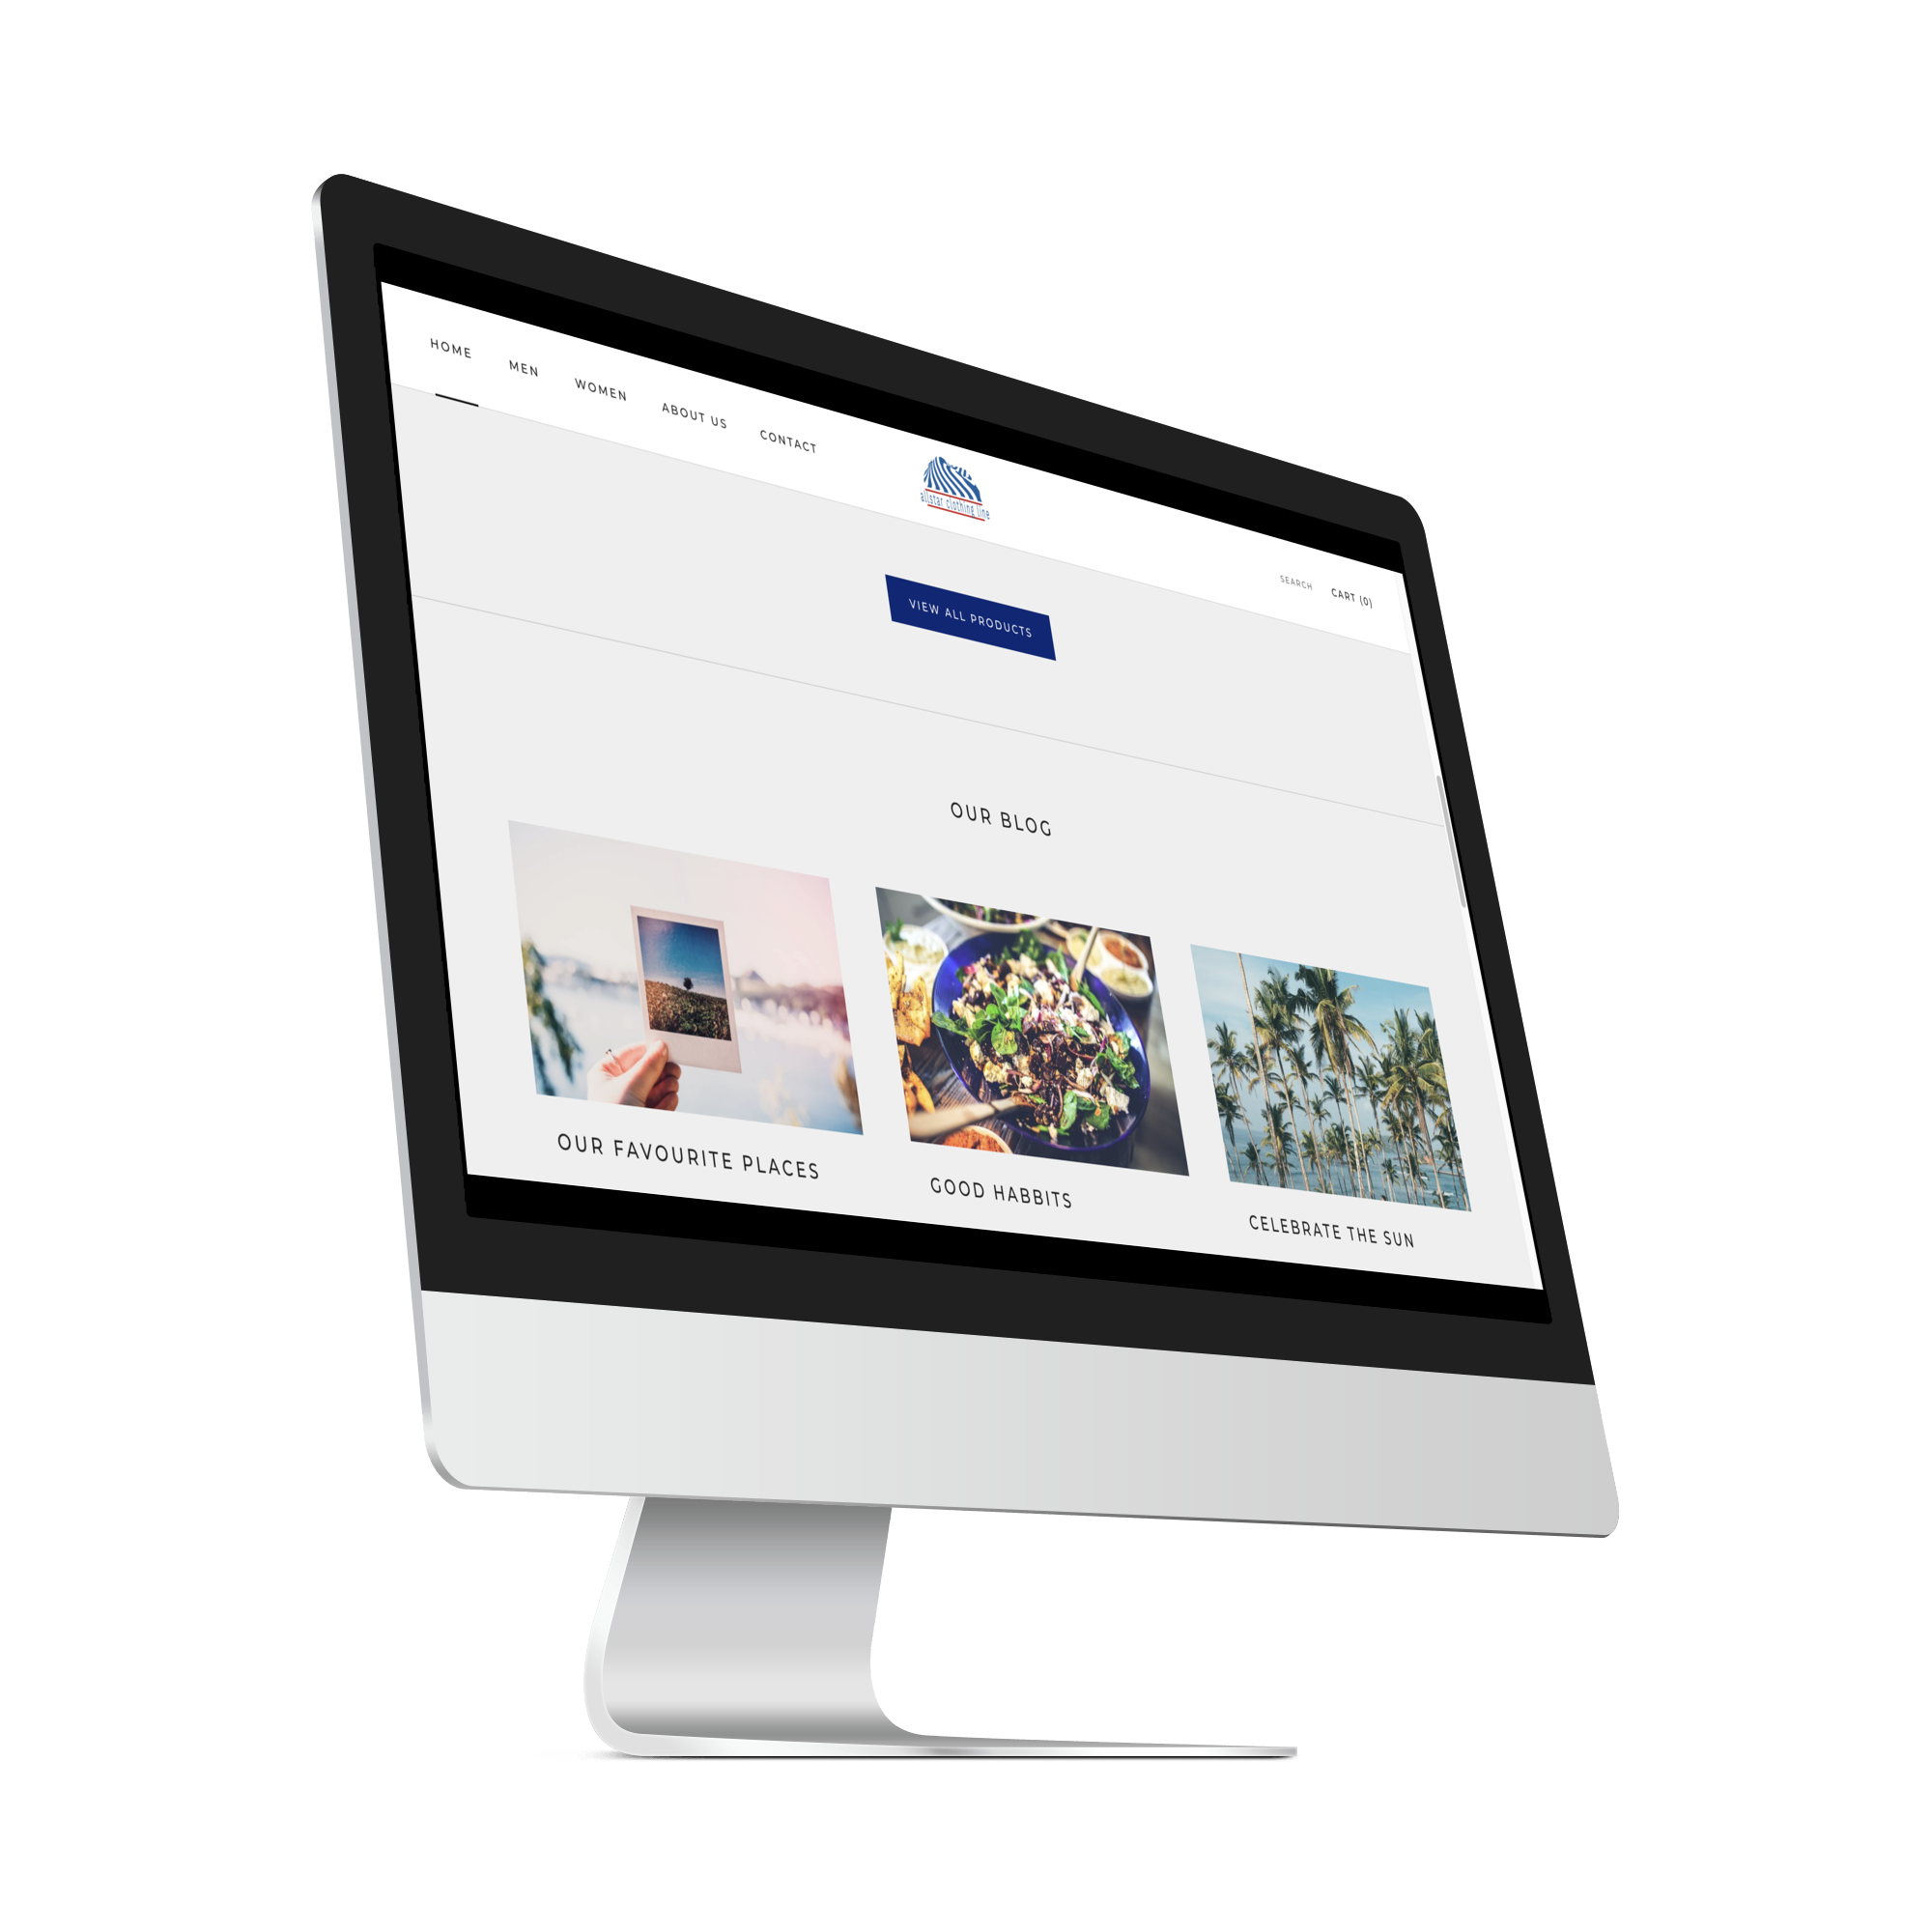 HOME
MEN
WOMEN
ABOUT US
CONTACT
allstar clothing line
SEARCH
CART (0)
VIEW ALL PRODUCTS
OUR BLOG
OUR FAVOURITE PLACES
GOOD HABBITS
CELEBRATE THE SUN